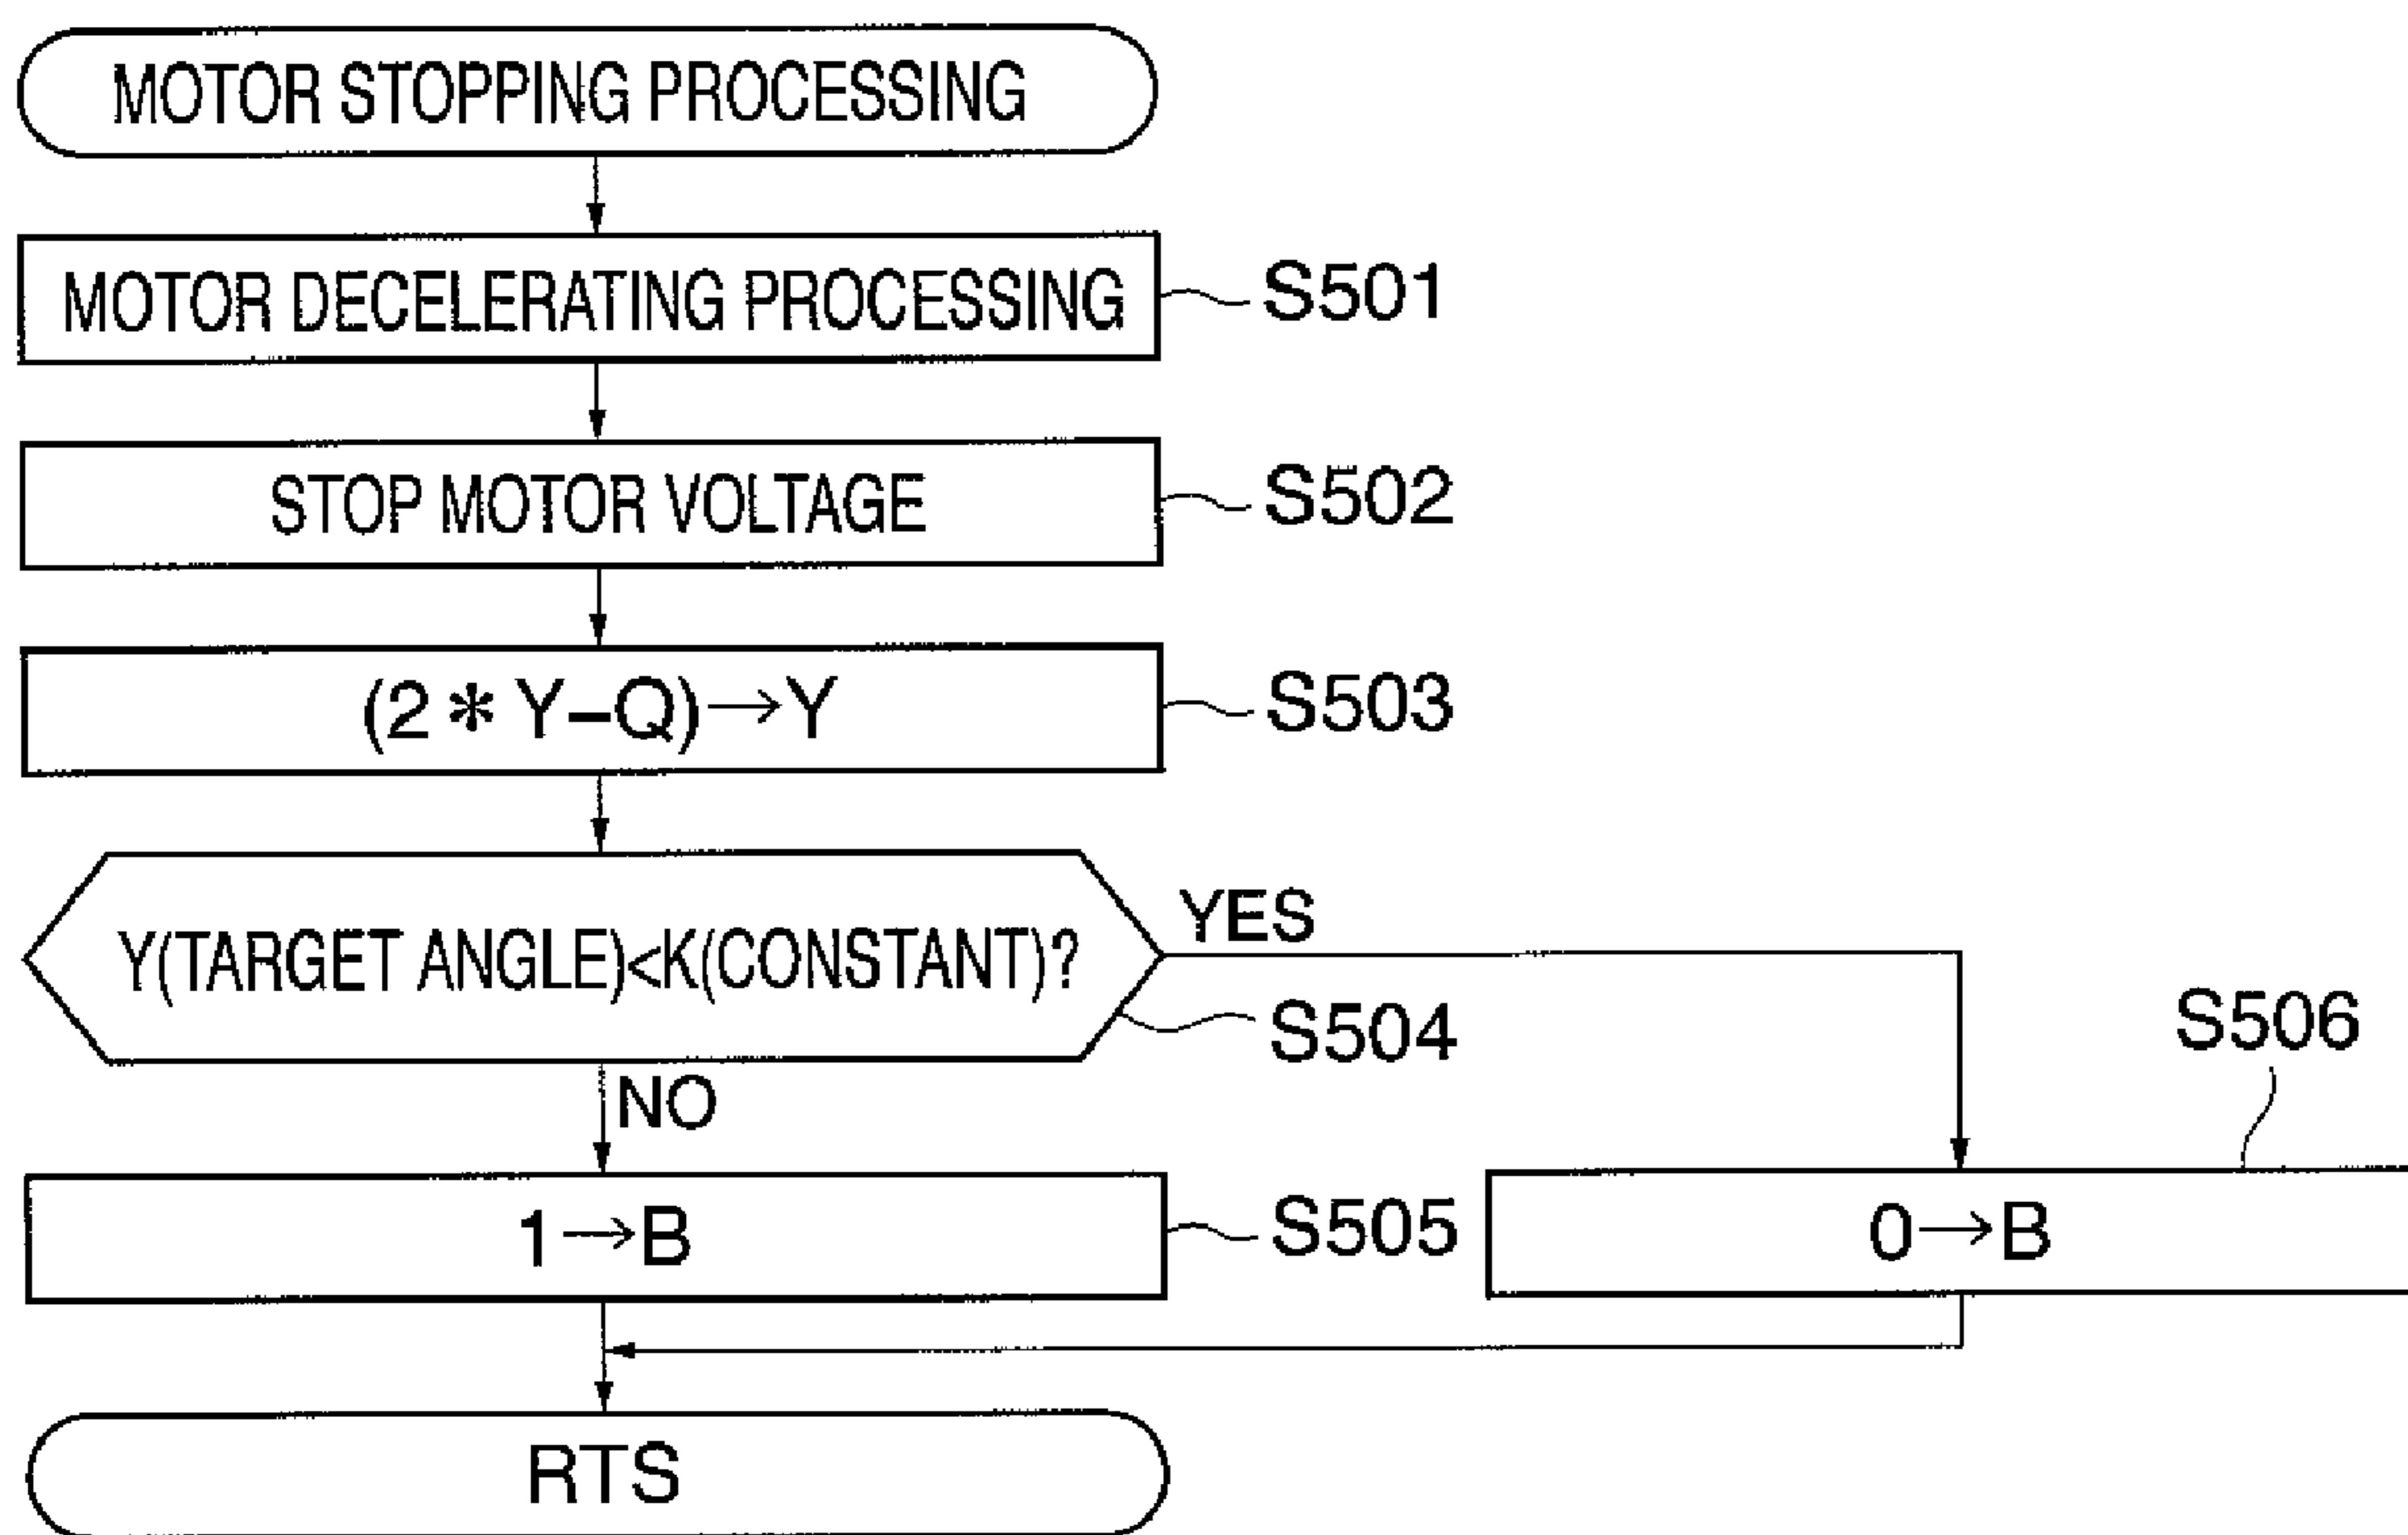 MOTOR STOPPING PROCESSING
MOTOR DECELERATING PROCESSING
S501
STOP MOTOR VOLTAGE
S502
(2 * Y-Q)→Y
S503
Y(TARGET ANGLE)<K(CONSTANT)?
YES
S504
NO
S506
1→B
S505
0→B
RTS